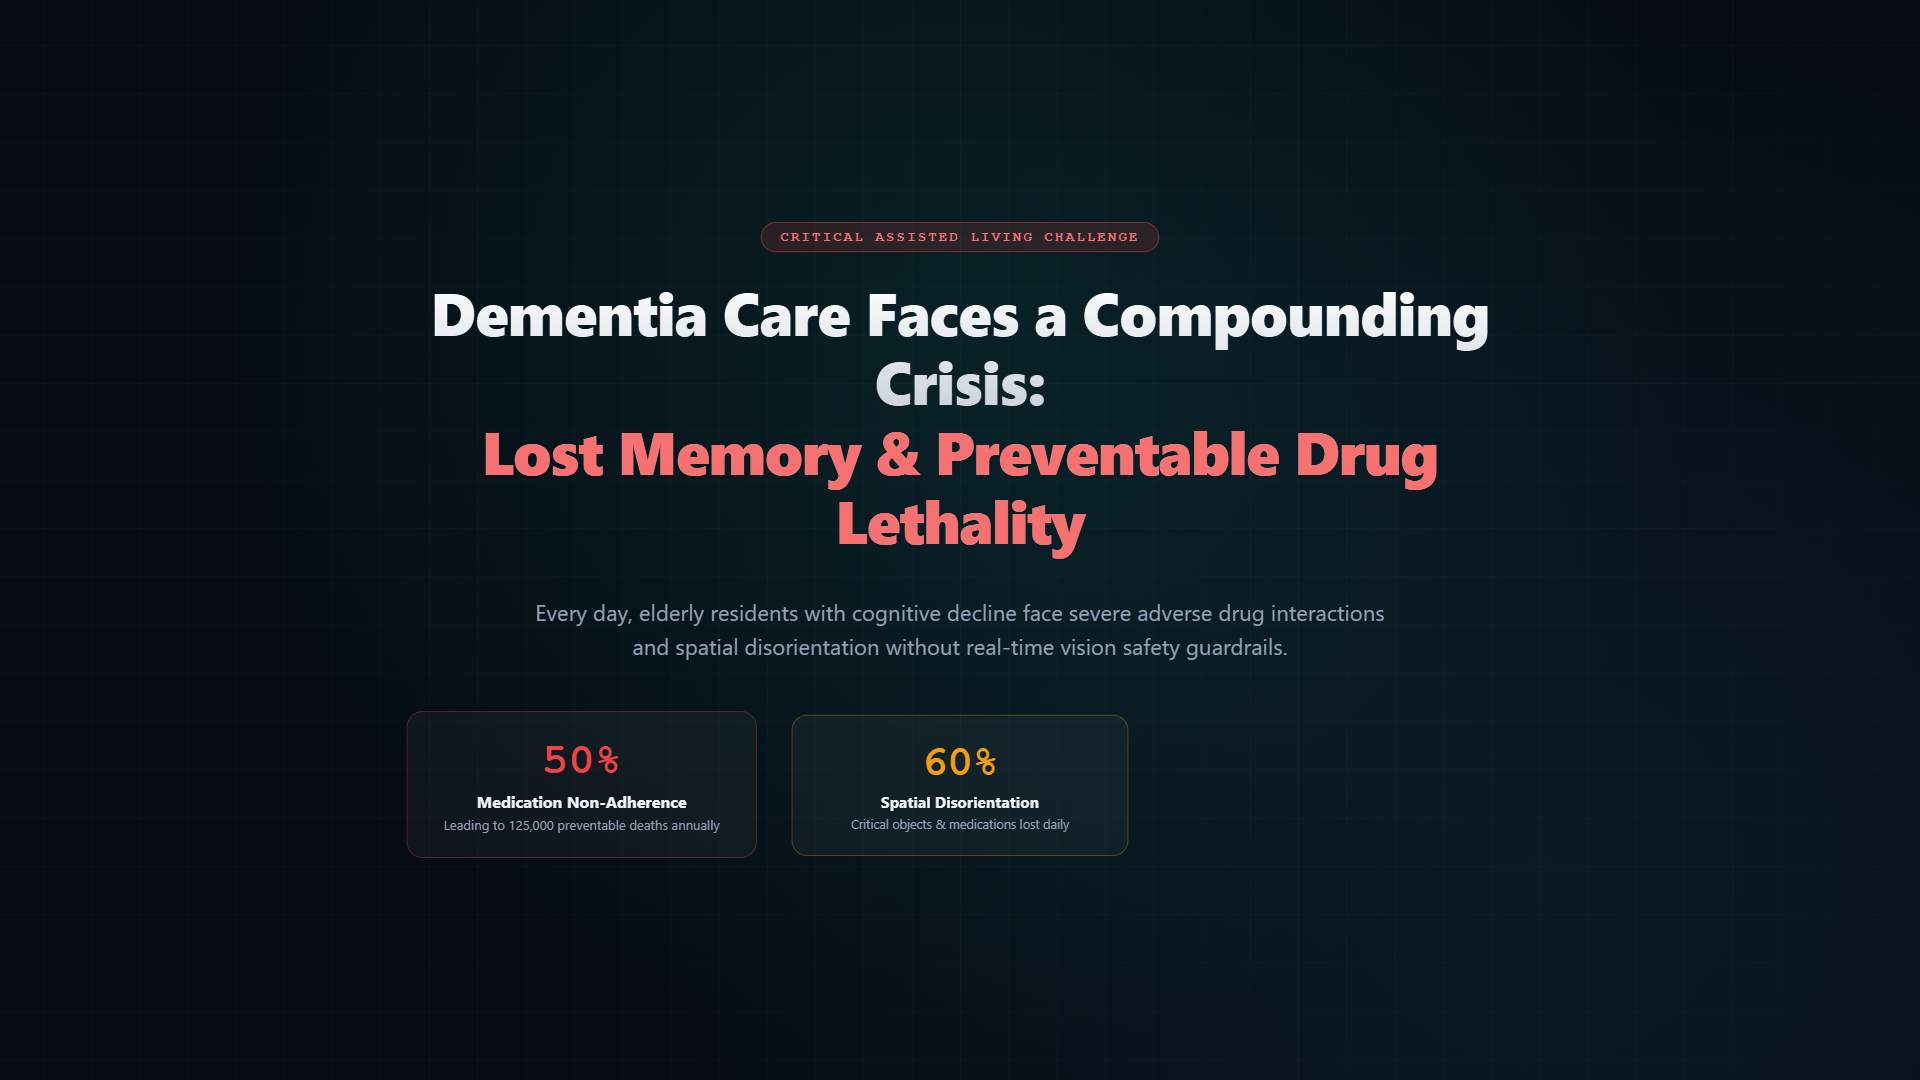 CRITICAL ASSISTED LIVING CHALLENGE
Dementia Care Faces a Compounding
Crisis:
Lost Memory & Preventable Drug
Lethality
Every day, elderly residents with cognitive decline face severe adverse drug interactions
and spatial disorientation without real-time vision safety guardrails.
50%
Medication Non-Adherence
Leading to 125,000 preventable deaths annually
60%
Spatial Disorientation
Critical objects & medications lost daily